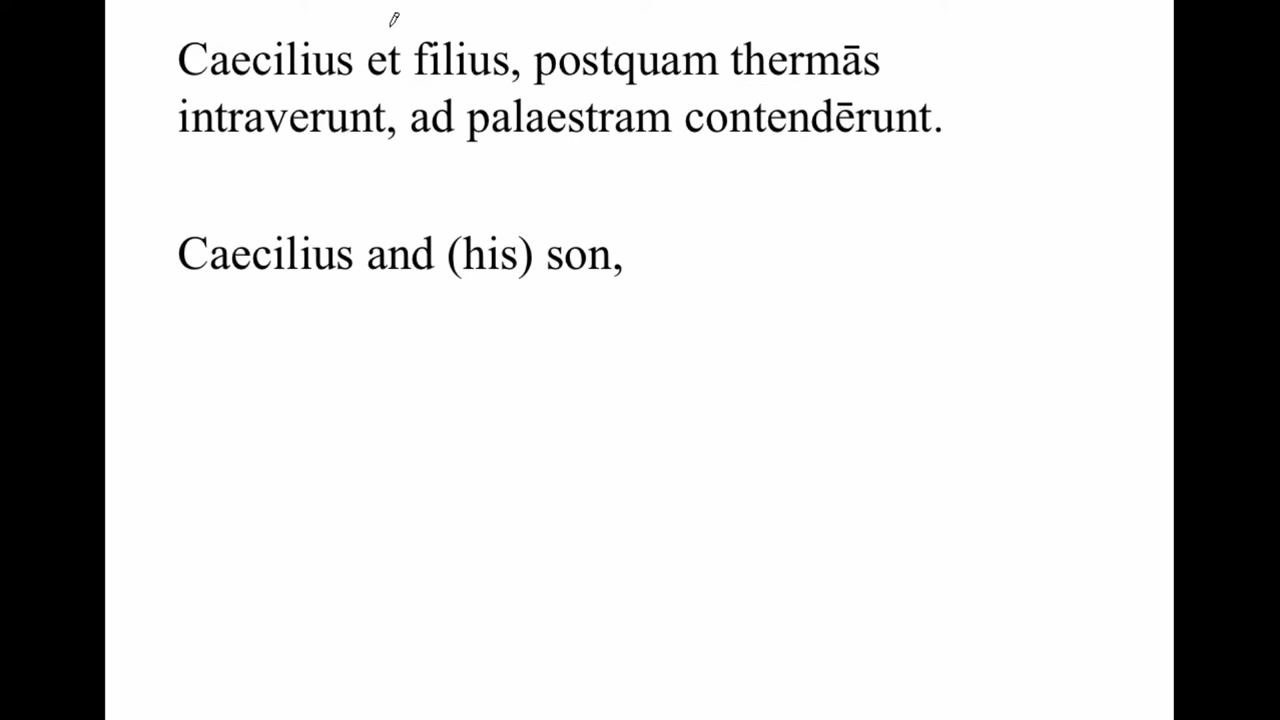 Caecilius et filius, postquam thermās
intraverunt, ad palaestram contendērunt.
Caecilius and (his) son,